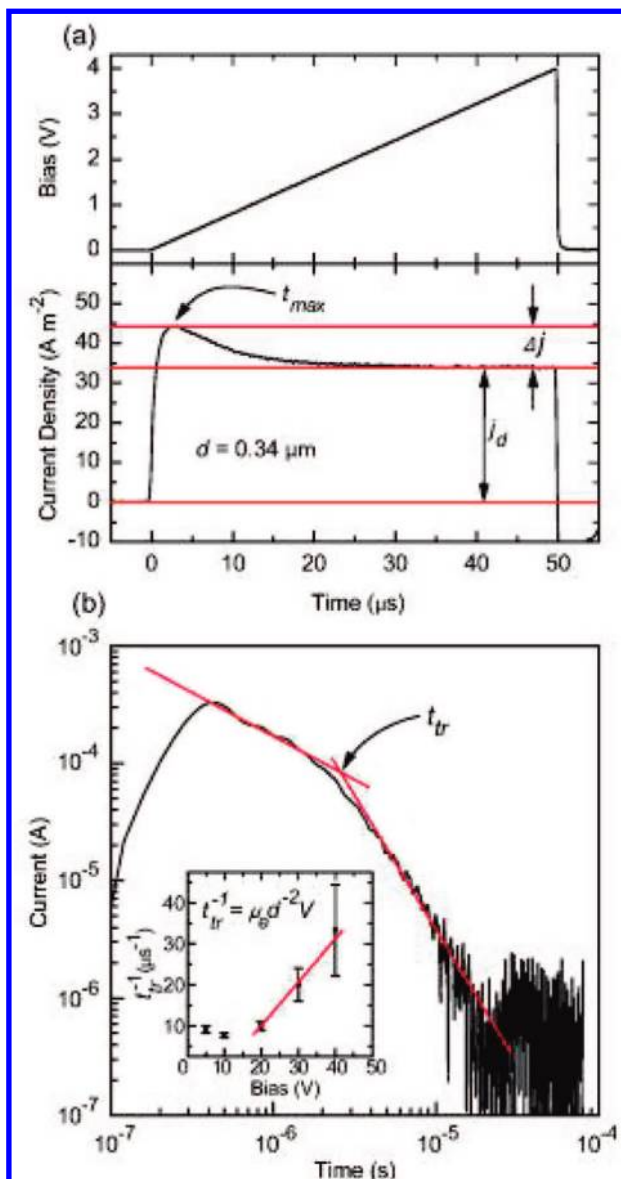 (a)
4
3
2
1
0
Bias (V)
50
40
30
20
10
0
-10
Current Density (A m⁻²)
t_max
Δj
j_d
d = 0.34 μm
0 10 20 30 40 50
Time (μs)
(b)
10⁻³
10⁻⁴
10⁻⁵
10⁻⁶
10⁻⁷
Current (A)
t_tr
t_tr⁻¹ = μ_e d⁻² V
40
30
20
10
0
t_tr⁻¹ (μs⁻¹)
0 10 20 30 40 50
Bias (V)
10⁻⁷ 10⁻⁶ 10⁻⁵ 10⁻⁴
Time (s)